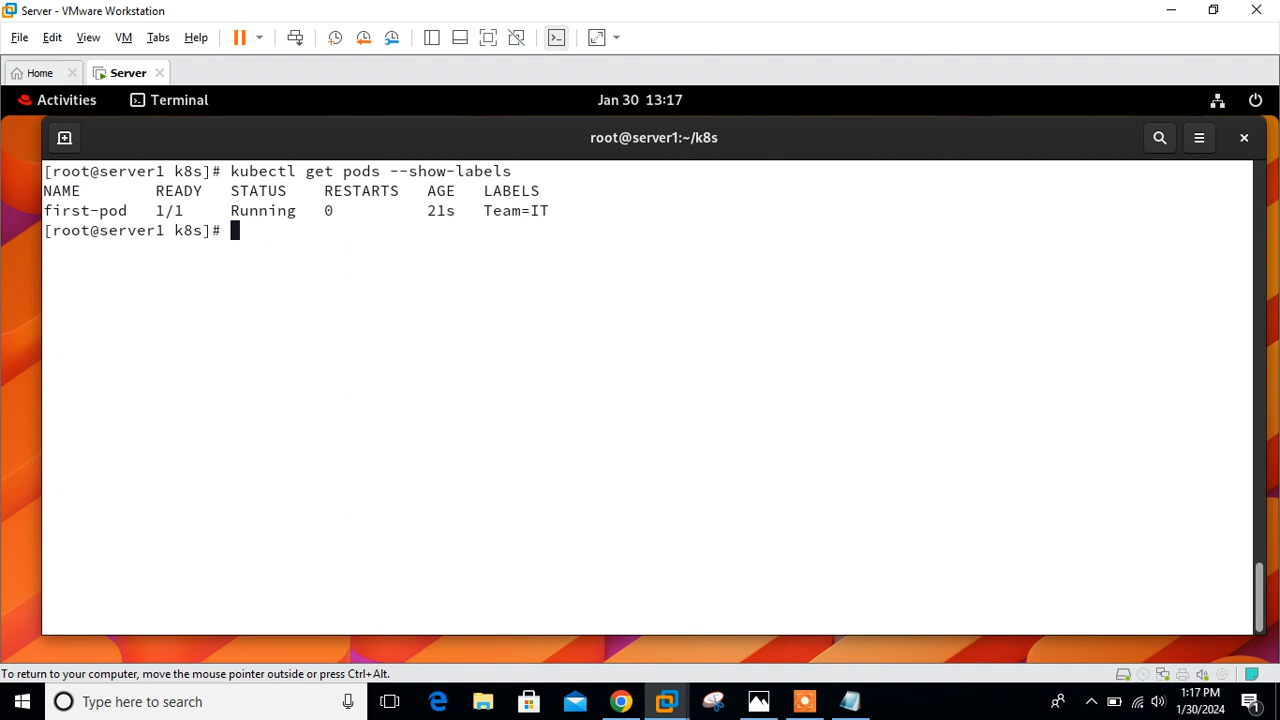 Server - VMware Workstation
File Edit View VM Tabs Help
Home Server
Activities Terminal Jan 30 13:17
root@server1:~/k8s
[root@server1 k8s]# kubectl get pods --show-labels
NAME READY STATUS RESTARTS AGE LABELS
first-pod 1/1 Running 0 21s Team=IT
[root@server1 k8s]#
To return to your computer, move the mouse pointer outside or press Ctrl+Alt.
Type here to search
1:17 PM
1/30/2024
1